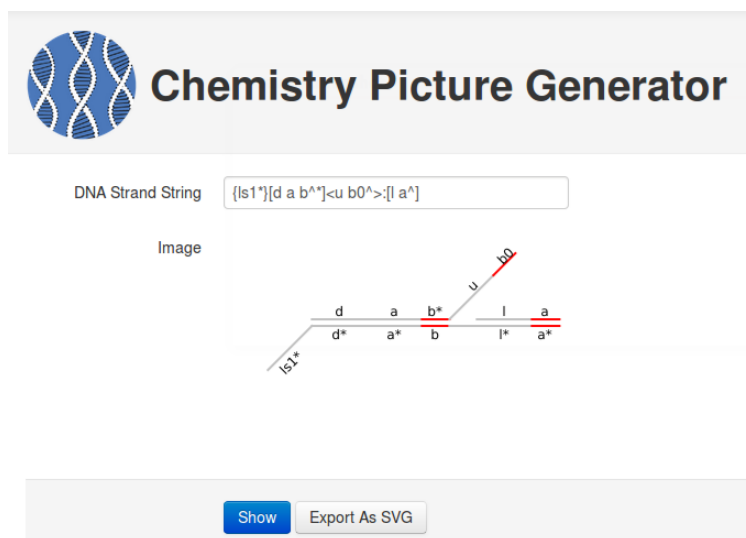 Chemistry Picture Generator
DNA Strand String {ls1*}[d a b^*]<u b0^>:[l a^]
Image
b0
u
d a b* l a
d* a* b l* a*
ls1*
Show Export As SVG